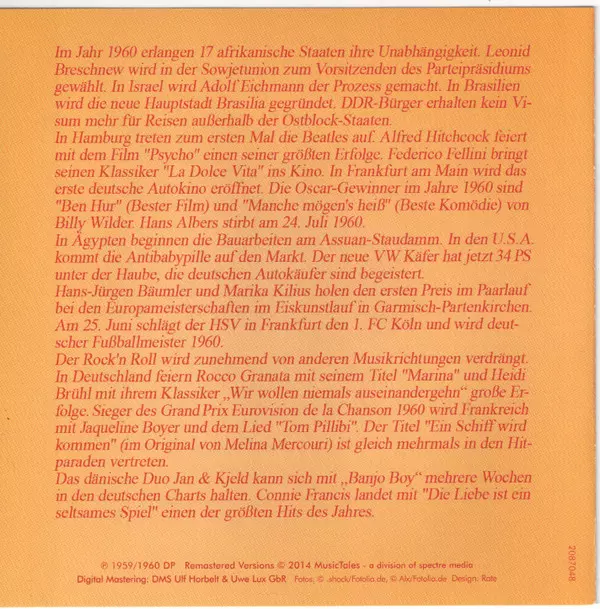 Im Jahr 1960 erlangen 17 afrikanische Staaten ihre Unabhängigkeit. Leonid
Breschnew wird in der Sowjetunion zum Vorsitzenden des Parteipräsidiums
gewählt. In Israel wird Adolf Eichmann der Prozess gemacht. In Brasilien
wird die neue Hauptstadt Brasilia gegründet. DDR-Bürger erhalten kein Vi-
sum mehr für Reisen außerhalb der Ostblock-Staaten.
In Hamburg treten zum ersten Mal die Beatles auf. Alfred Hitchcock feiert
mit dem Film "Psycho" einen seiner größten Erfolge. Federico Fellini bringt
seinen Klassiker "La Dolce Vita" ins Kino. In Frankfurt am Main wird das
erste deutsche Autokino eröffnet. Die Oscar-Gewinner im Jahre 1960 sind
"Ben Hur" (Bester Film) und "Manche mögen's heiß" (Beste Komödie) von
Billy Wilder. Hans Albers stirbt am 24. Juli 1960.
In Ägypten beginnen die Bauarbeiten am Assuan-Staudamm. In den U.S.A.
kommt die Antibabypille auf den Markt. Der neue VW Käfer hat jetzt 34 PS
unter der Haube, die deutschen Autokäufer sind begeistert.
Hans-Jürgen Bäumler und Marika Kilius holen den ersten Preis im Paarlauf
bei den Europameisterschaften im Eiskunstlauf in Garmisch-Partenkirchen.
Am 25. Juni schlägt der HSV in Frankfurt den 1. FC Köln und wird deut-
scher Fußballmeister 1960.
Der Rock'n Roll wird zunehmend von anderen Musikrichtungen verdrängt.
In Deutschland feiern Rocco Granata mit seinem Titel "Marina" und Heidi
Brühl mit ihrem Klassiker „Wir wollen niemals auseinandergehn“ große Er-
folge. Sieger des Grand Prix Eurovision de la Chanson 1960 wird Frankreich
mit Jaqueline Boyer und dem Lied "Tom Pillibi". Der Titel "Ein Schiff wird
kommen" (im Original von Melina Mercouri) ist gleich mehrmals in den Hit-
paraden vertreten.
Das dänische Duo Jan & Kjeld kann sich mit „Banjo Boy“ mehrere Wochen
in den deutschen Charts halten. Connie Francis landet mit "Die Liebe ist ein
seltsames Spiel" einen der größten Hits des Jahres.
℗ 1959/1960 DP Remastered Versions © 2014 MusicTales - a division of spectre media
Digital Mastering: DMS Ulf Horbelt & Uwe Lux GbR Fotos: © .shock/Fotolia.de, © Alx/Fotolia.de Design: Rate
2087048